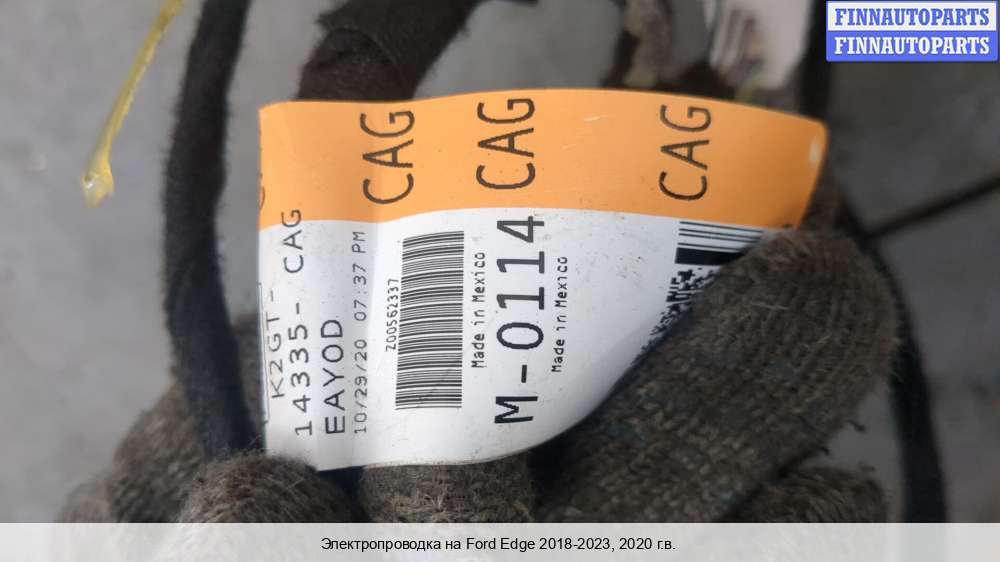 FINNAUTOPARTS
FINNAUTOPARTS
CAG
CAG
CAG
K2GT-
14335- CAG
EAYOD
10/29/20 07:37 PM
Z00562337
Made in Mexico
M-0114
Made in Mexico
Электропроводка на Ford Edge 2018-2023, 2020 г.в.